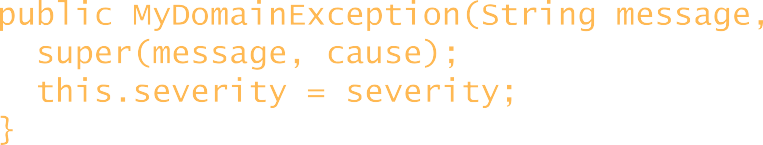 public MyDomainException(String message,
  super(message, cause);
  this.severity = severity;
}